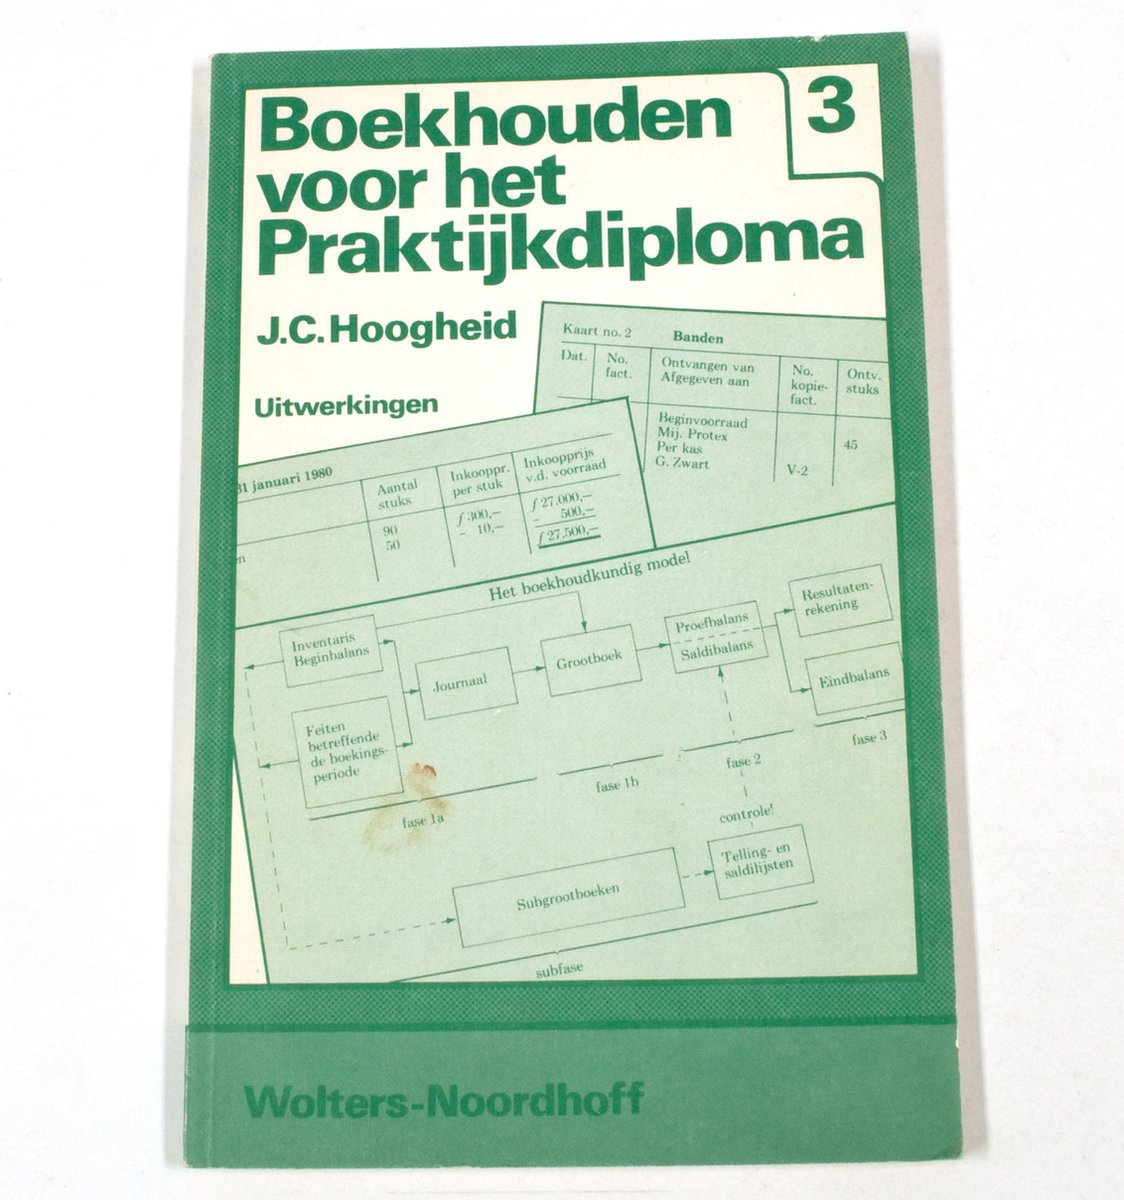 Boekhouden
voor het
Praktijkdiploma
3
J.C. Hoogheid
Uitwerkingen
Kaart no. 2 Banden
Dat. No. fact. Ontvangen van Afgegeven aan No. kopie- fact. Ontv. stuks
Beginvoorraad
Mij. Protex 45
Per kas
G. Zwart V-2
31 januari 1980
Aantal stuks Inkooppr. per stuk Inkoopprijs v.d. voorraad
90 f 300,— f 27.000,—
50 - 10,— - 500,—
n f 27.500,—
Het boekhoudkundig model
Inventaris
Beginbalans
Feiten
betreffende
de boekings-
periode
Journaal
Grootboek
Proefbalans
Saldibalans
Resultaten-
rekening
Eindbalans
fase 1a
fase 1b
fase 2
fase 3
controle!
Subgrootboeken
Telling- en
saldilijsten
subfase
Wolters-Noordhoff